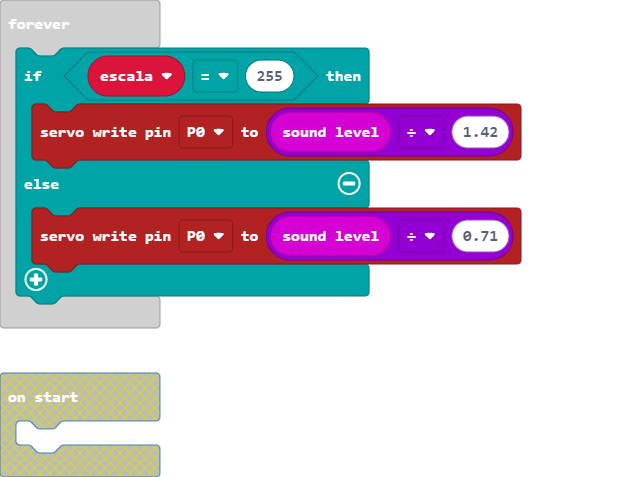 forever
if escala = 255 then
servo write pin P0 to sound level ÷ 1.42
else
servo write pin P0 to sound level ÷ 0.71
on start